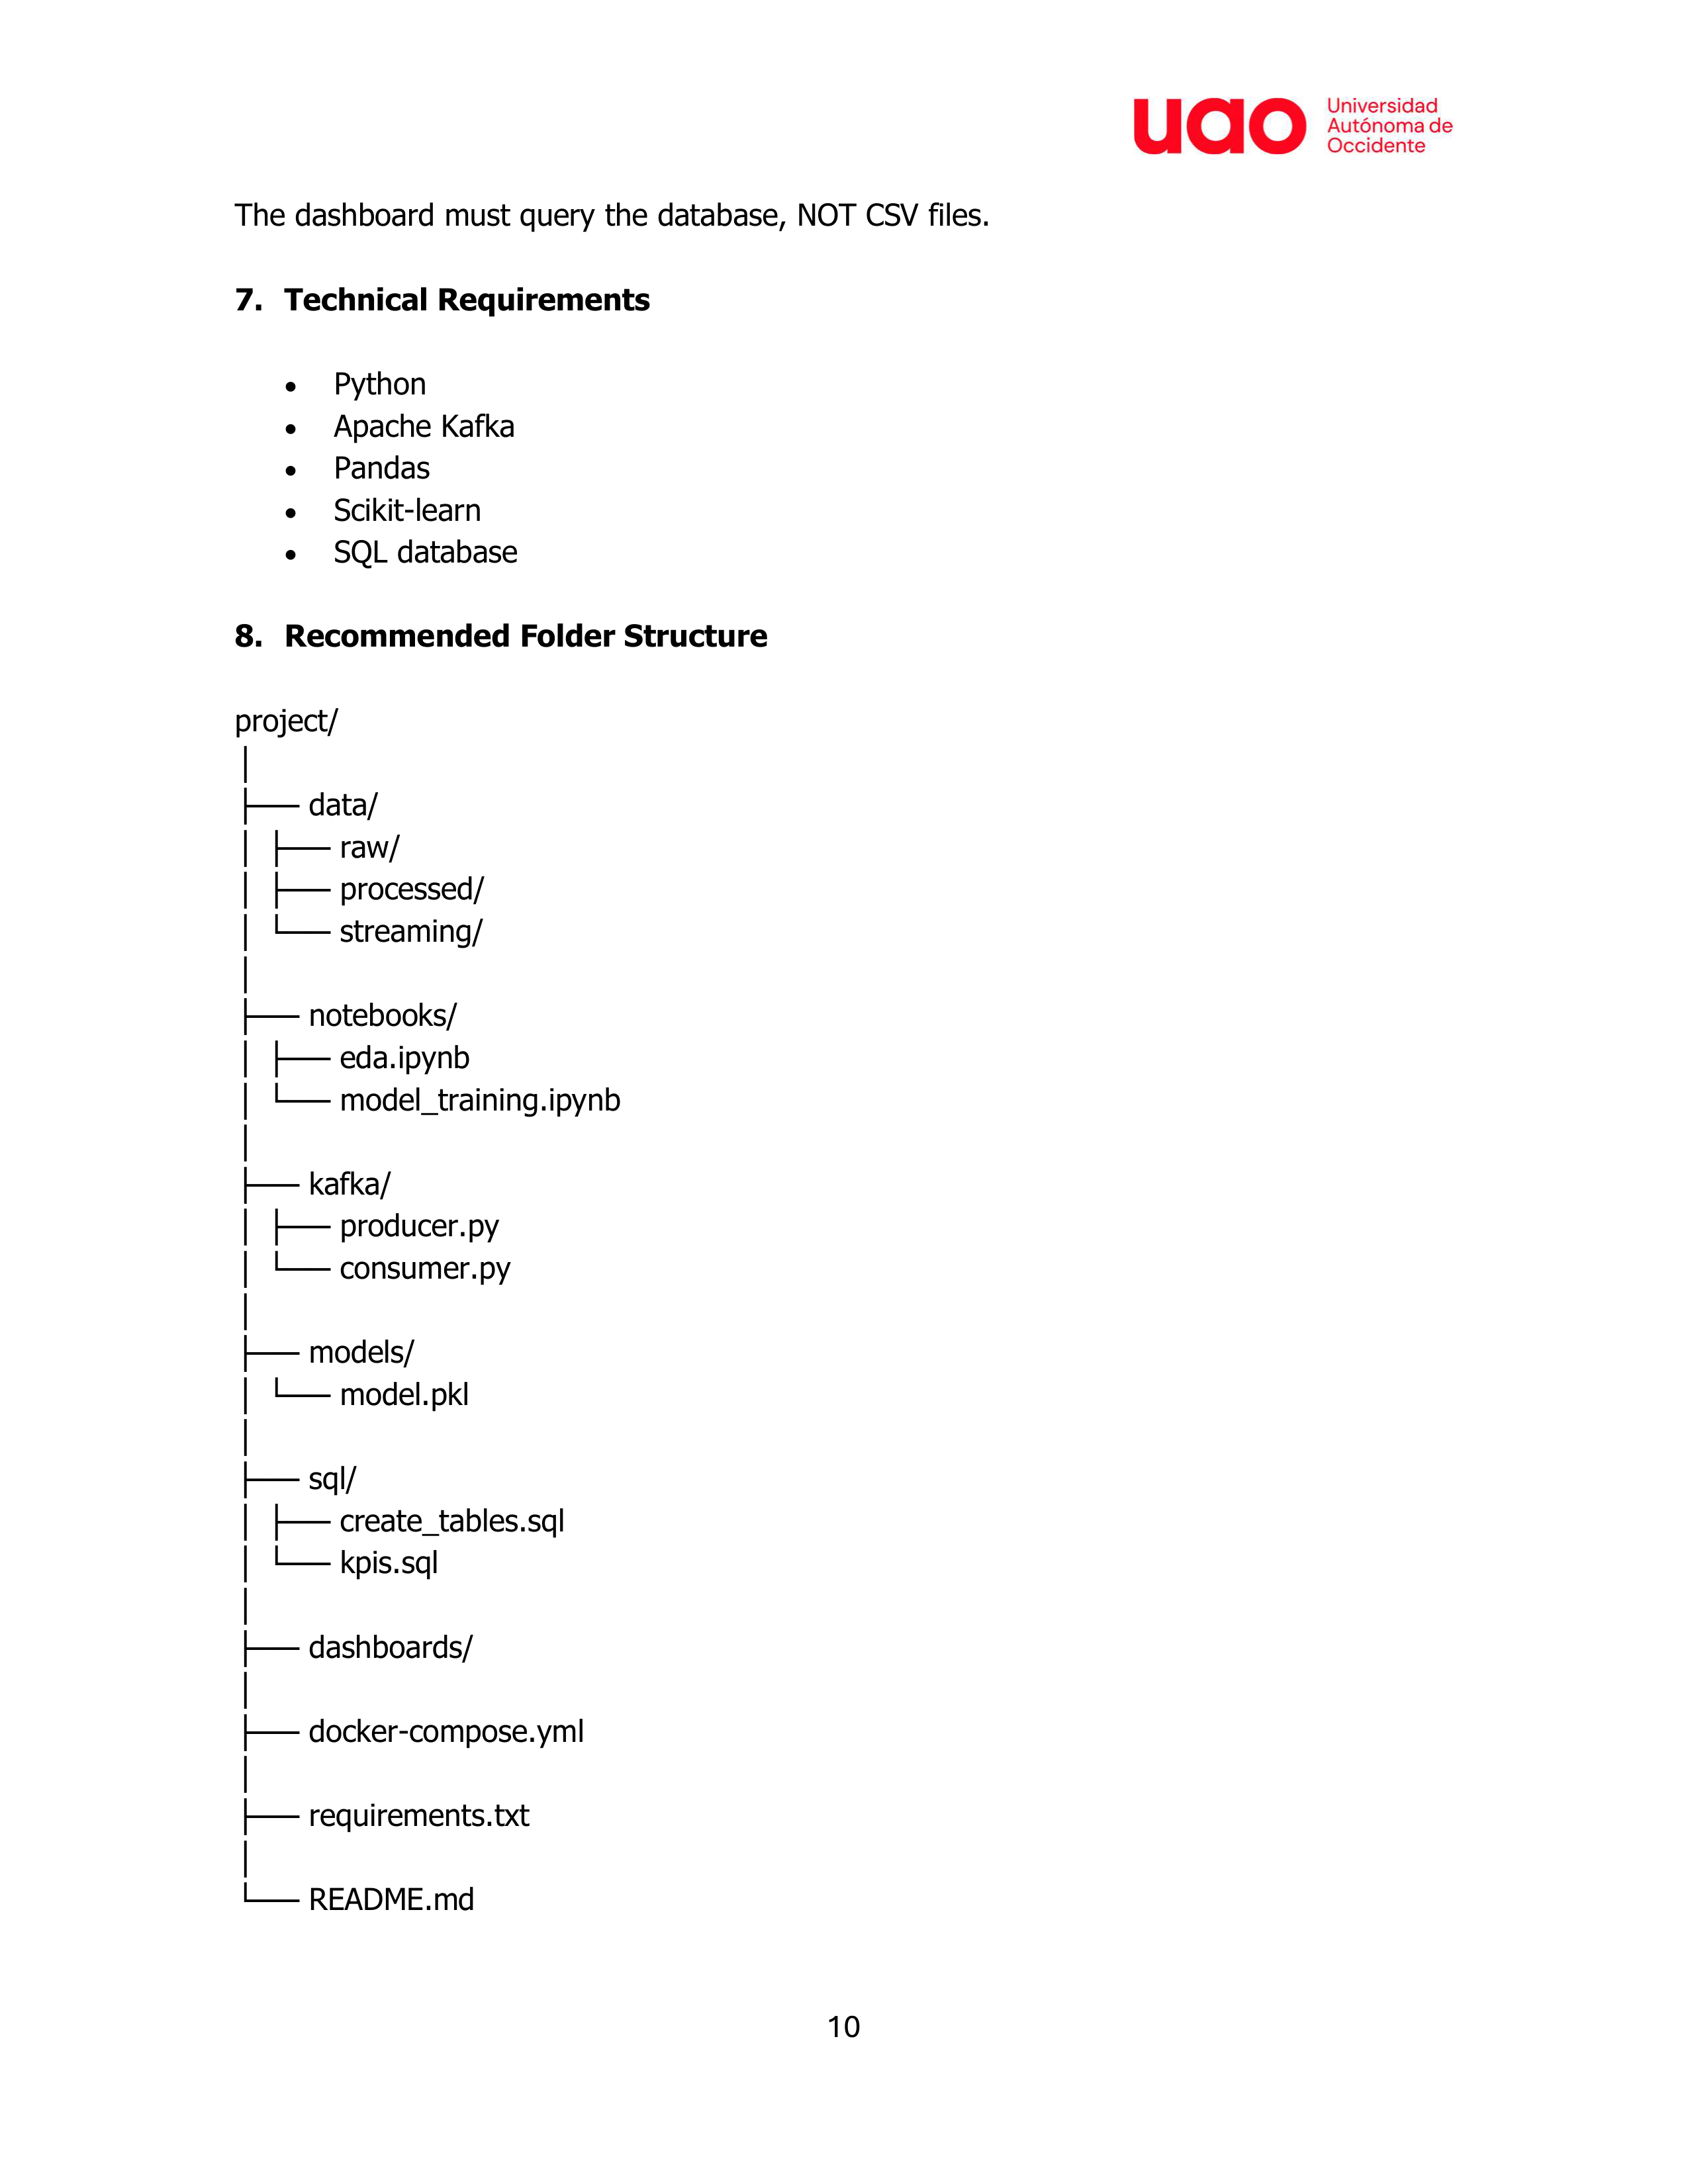 uao Universidad
Autónoma de
Occidente
The dashboard must query the database, NOT CSV files.
7. Technical Requirements
• Python
• Apache Kafka
• Pandas
• Scikit-learn
• SQL database
8. Recommended Folder Structure
project/
│
├── data/
│ ├── raw/
│ ├── processed/
│ └── streaming/
│
├── notebooks/
│ ├── eda.ipynb
│ └── model_training.ipynb
│
├── kafka/
│ ├── producer.py
│ └── consumer.py
│
├── models/
│ └── model.pkl
│
├── sql/
│ ├── create_tables.sql
│ └── kpis.sql
│
├── dashboards/
│
├── docker-compose.yml
│
├── requirements.txt
│
└── README.md
10